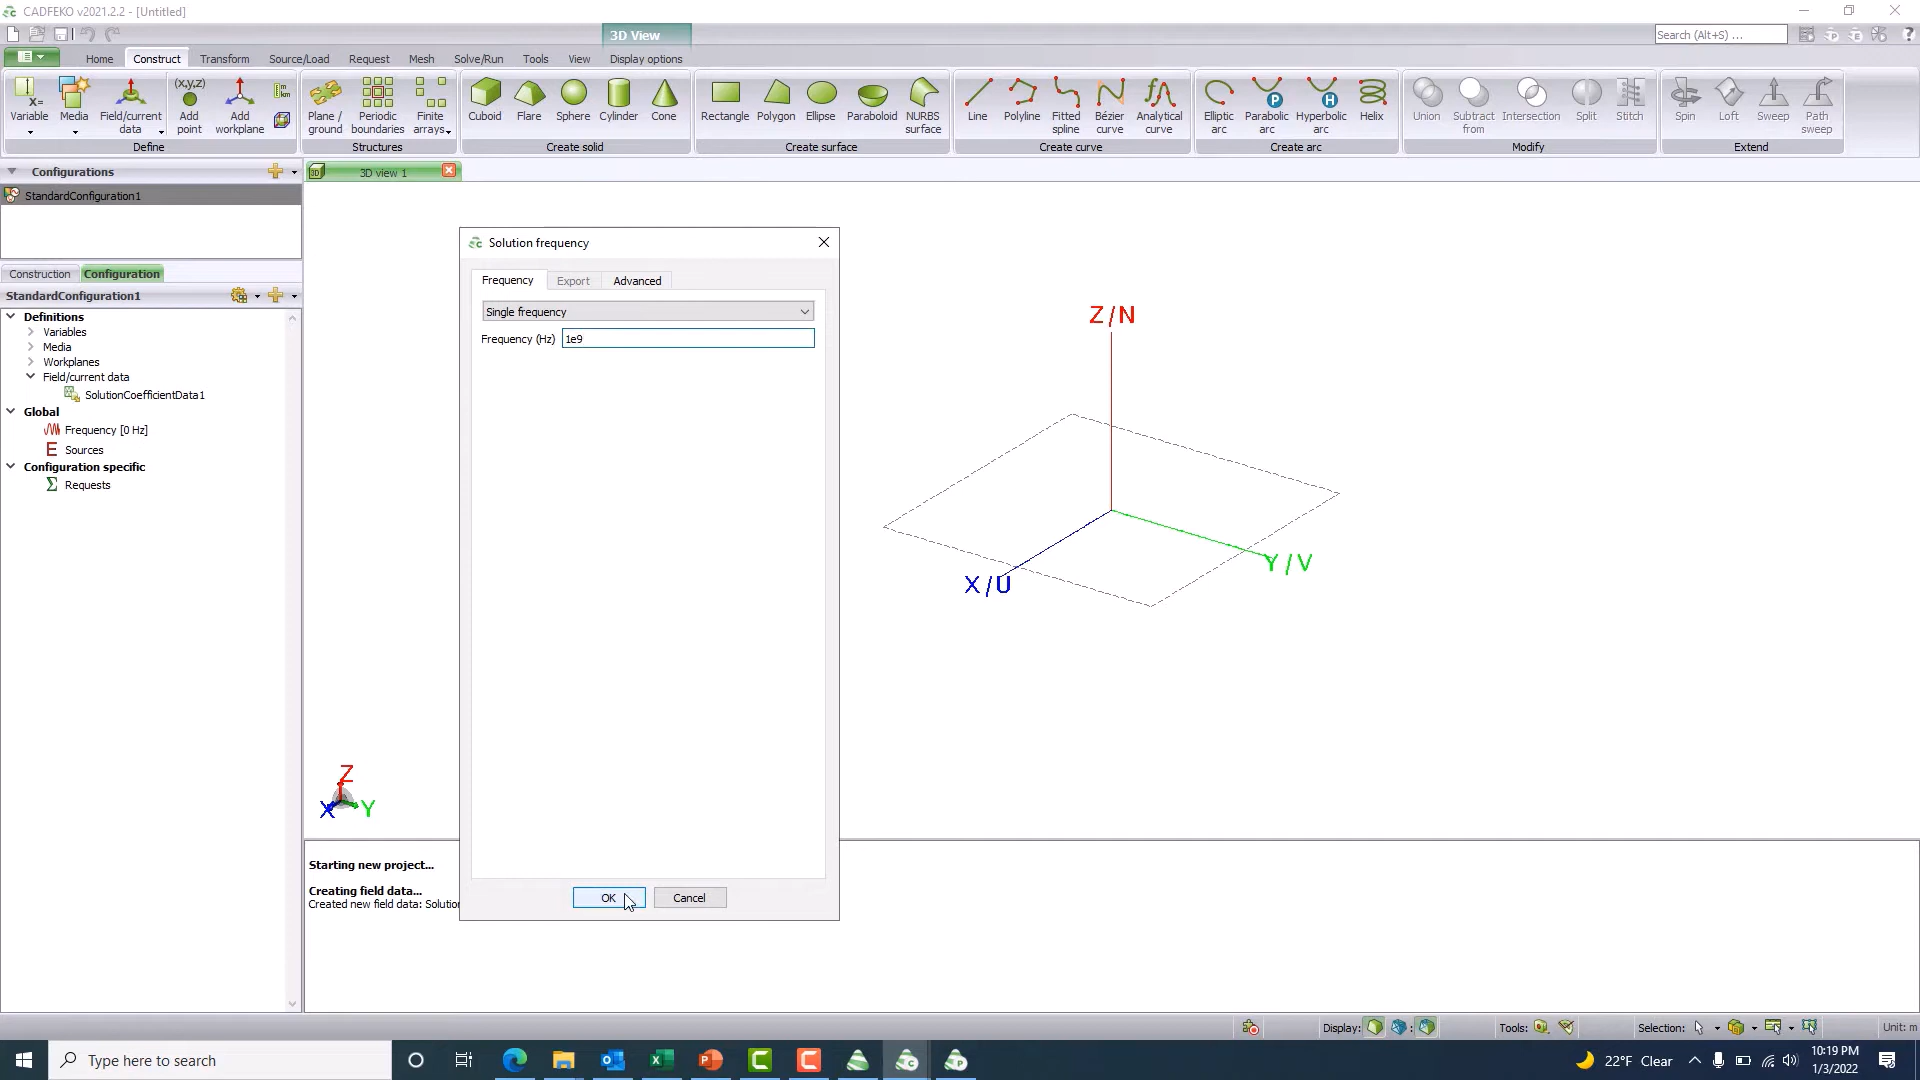 CADFEKO v2021.2.2 - [Untitled]
3D View
Search (Alt+S) ...
Home Construct Transform Source/Load Request Mesh Solve/Run Tools View Display options
Variable Media Field/current data Add point Add workplane
(x,y,z)
X=
Define
Plane / ground Periodic boundaries Finite arrays
Structures
Cuboid Flare Sphere Cylinder Cone
Create solid
Rectangle Polygon Ellipse Paraboloid NURBS surface
Create surface
Line Polyline Fitted spline Bézier curve Analytical curve
Create curve
Elliptic arc Parabolic arc Hyperbolic arc Helix
Create arc
Union Subtract from Intersection Split Stitch
Modify
Spin Loft Sweep Path sweep
Extend
Configurations
3D view 1
StandardConfiguration1
Construction Configuration
StandardConfiguration1
Definitions
Variables
Media
Workplanes
Field/current data
SolutionCoefficientData1
Global
Frequency [0 Hz]
Sources
Configuration specific
Requests
Solution frequency
Frequency Export Advanced
Single frequency
Frequency (Hz) 1e9
OK Cancel
Z/N
Y/V
X/U
Z
X
Y
Starting new project...
Creating field data...
Created new field data: Solution
Display:
Tools:
Selection:
Unit: m
Type here to search
22°F Clear
10:19 PM
1/3/2022